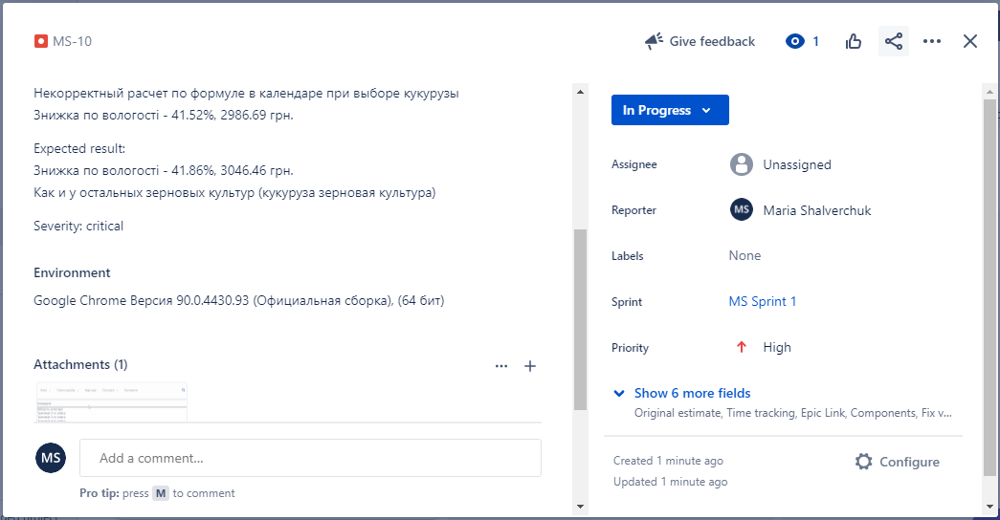 MS-10
Give feedback
1
Некорректный расчет по формуле в календаре при выборе кукурузы
Знижка по вологості - 41.52%, 2986.69 грн.
Expected result:
Знижка по вологості - 41.86%, 3046.46 грн.
Как и у остальных зерновых культур (кукуруза зерновая культура)
Severity: critical
Environment
Google Chrome Версия 90.0.4430.93 (Официальная сборка), (64 бит)
Attachments (1)
MS
Add a comment...
Pro tip: press M to comment
In Progress
Assignee
Unassigned
Reporter
MS
Maria Shalverchuk
Labels
None
Sprint
MS Sprint 1
Priority
High
Show 6 more fields
Original estimate, Time tracking, Epic Link, Components, Fix v...
Created 1 minute ago
Configure
Updated 1 minute ago